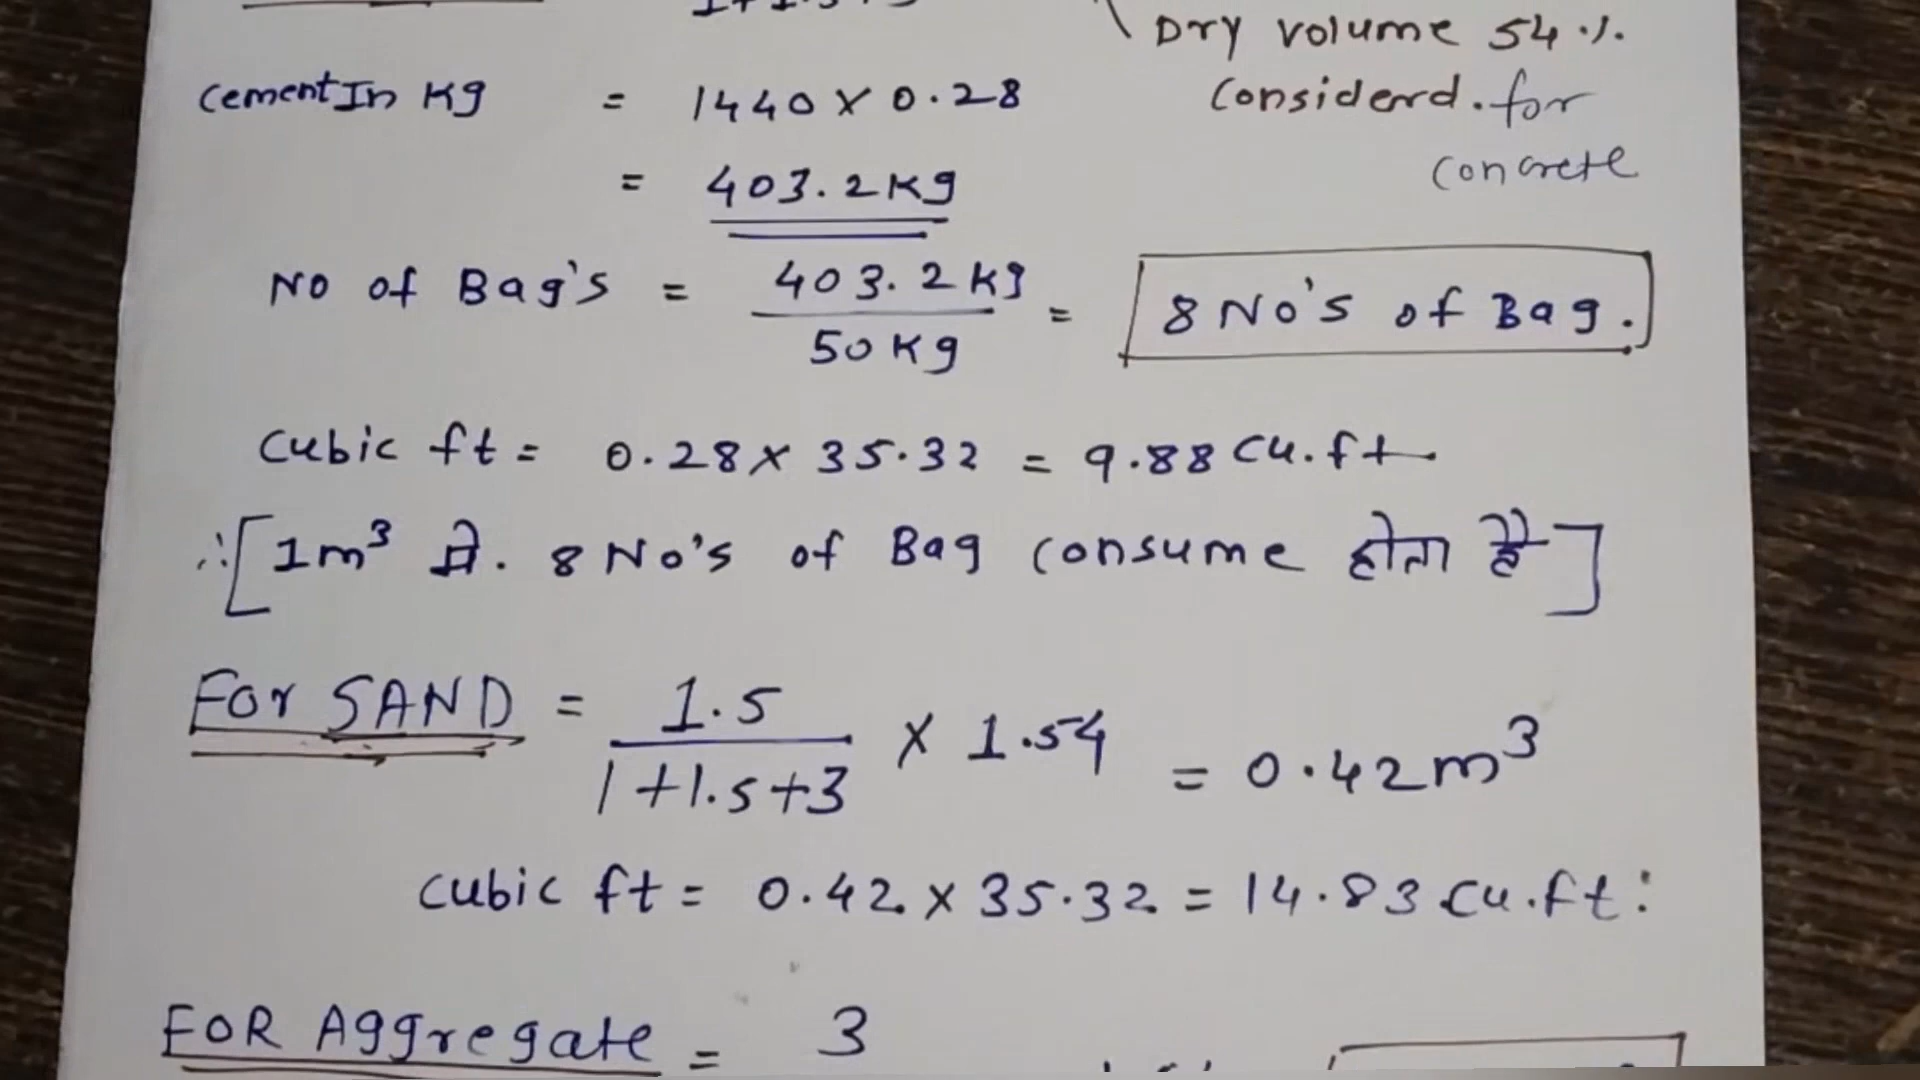 Dry volume 54 %.
Cement In Kg = 1440 x 0.28
Considerd. for
concrete
= 403.2 Kg
No of Bag's = 403.2 Kg / 50 Kg = 8 No's of Bag.
Cubic ft = 0.28 x 35.32 = 9.88 Cu.ft
∴ [1m³ में. 8 No's of Bag consume होता है]
For SAND = 1.5 / 1+1.5+3 x 1.54 = 0.42 m³
Cubic ft = 0.42 x 35.32 = 14.83 cu.ft:
FOR Aggregate = 3